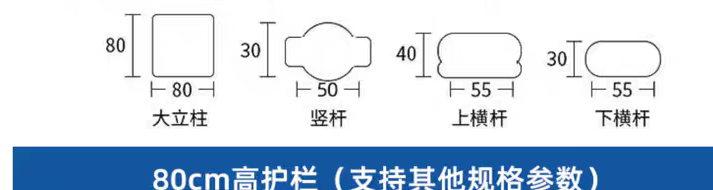 80 30 40 30
80 50 55 55
大立柱 竖杆 上横杆 下横杆
80cm高护栏（支持其他规格参数）